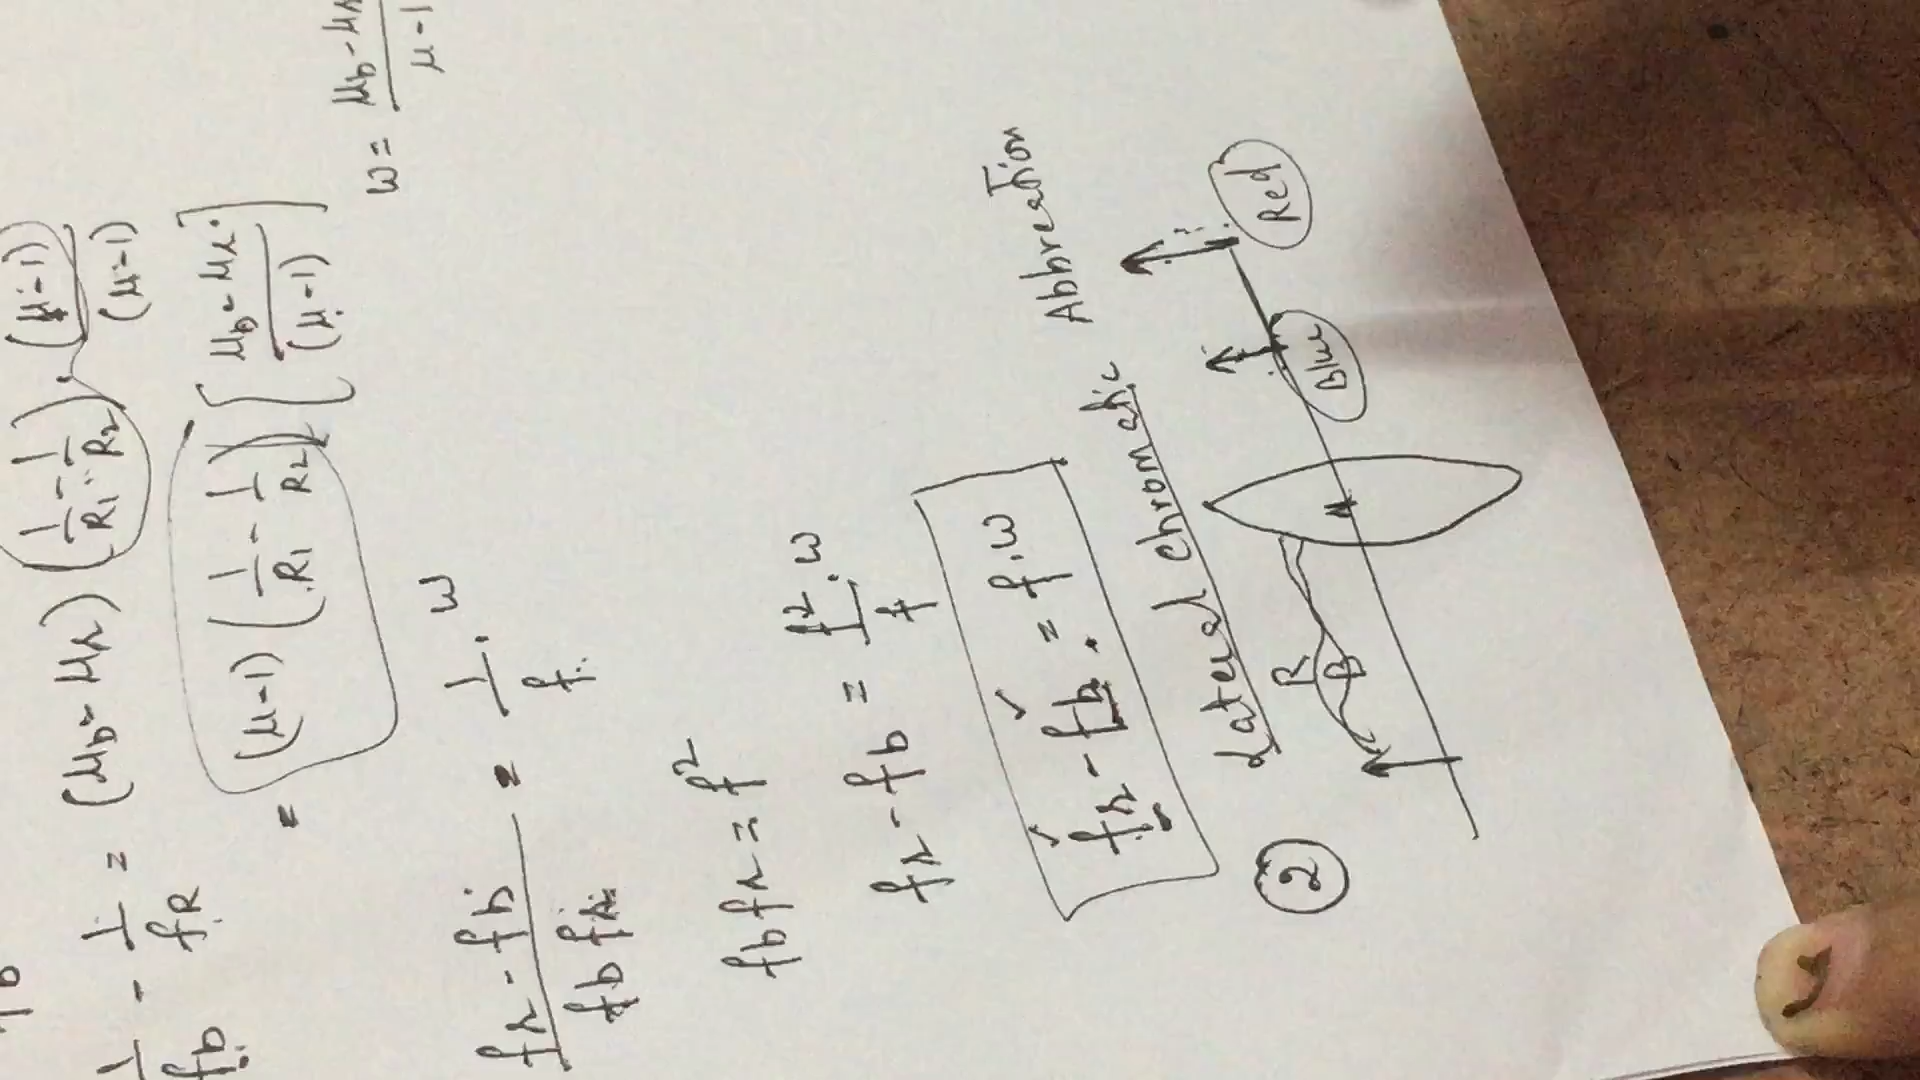 1/fb - 1/fR = (μb - μr) (1/R1 - 1/R2) . (μ-1)/(μ-1)
= (μ-1) (1/R1 - 1/R2) [μb - μr/(μ-1)]
ω = μb - μr/μ-1
fr - fb/fb fr = 1/f . ω
fb fr = f²
fr - fb = f²/f . ω
fr - fb = f.ω
② Lateral chromatic Abbreation
R
B
Blue
Red